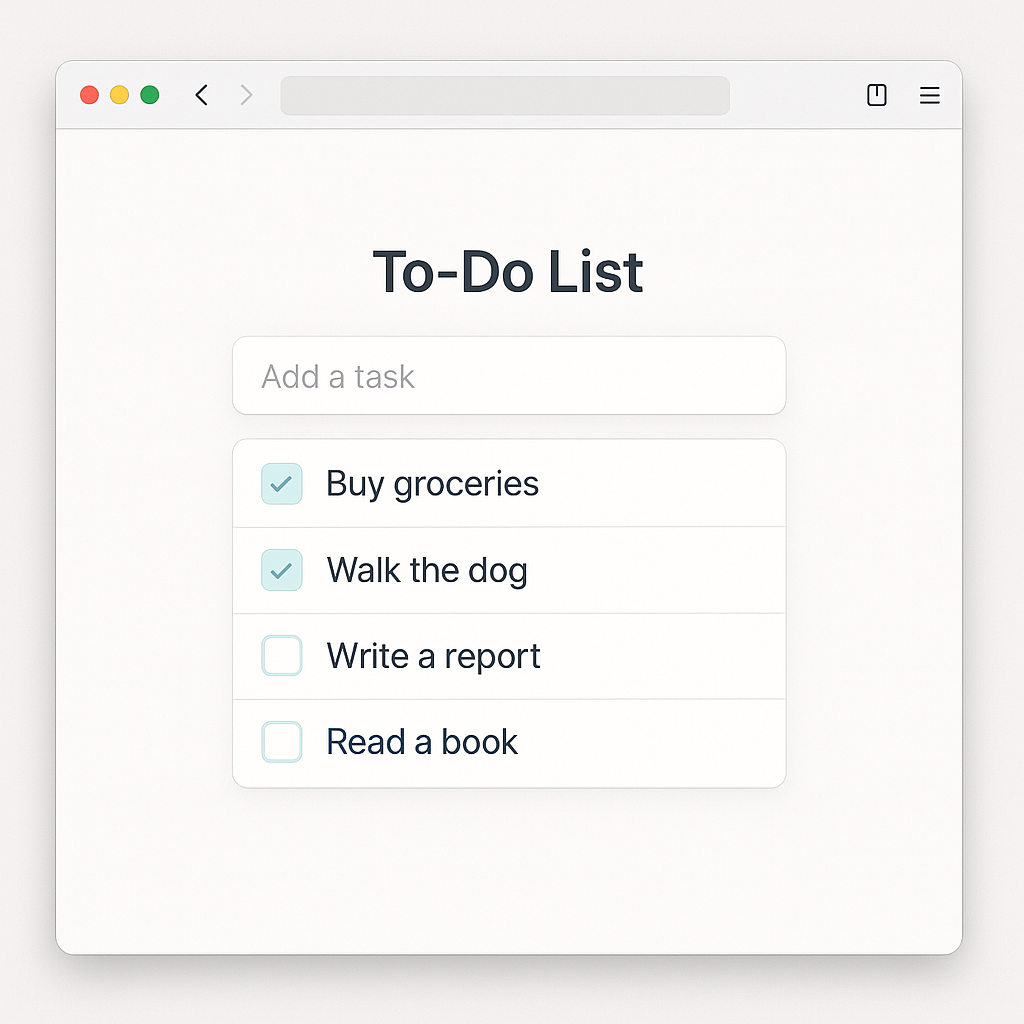 To-Do List
Add a task
Buy groceries
Walk the dog
Write a report
Read a book